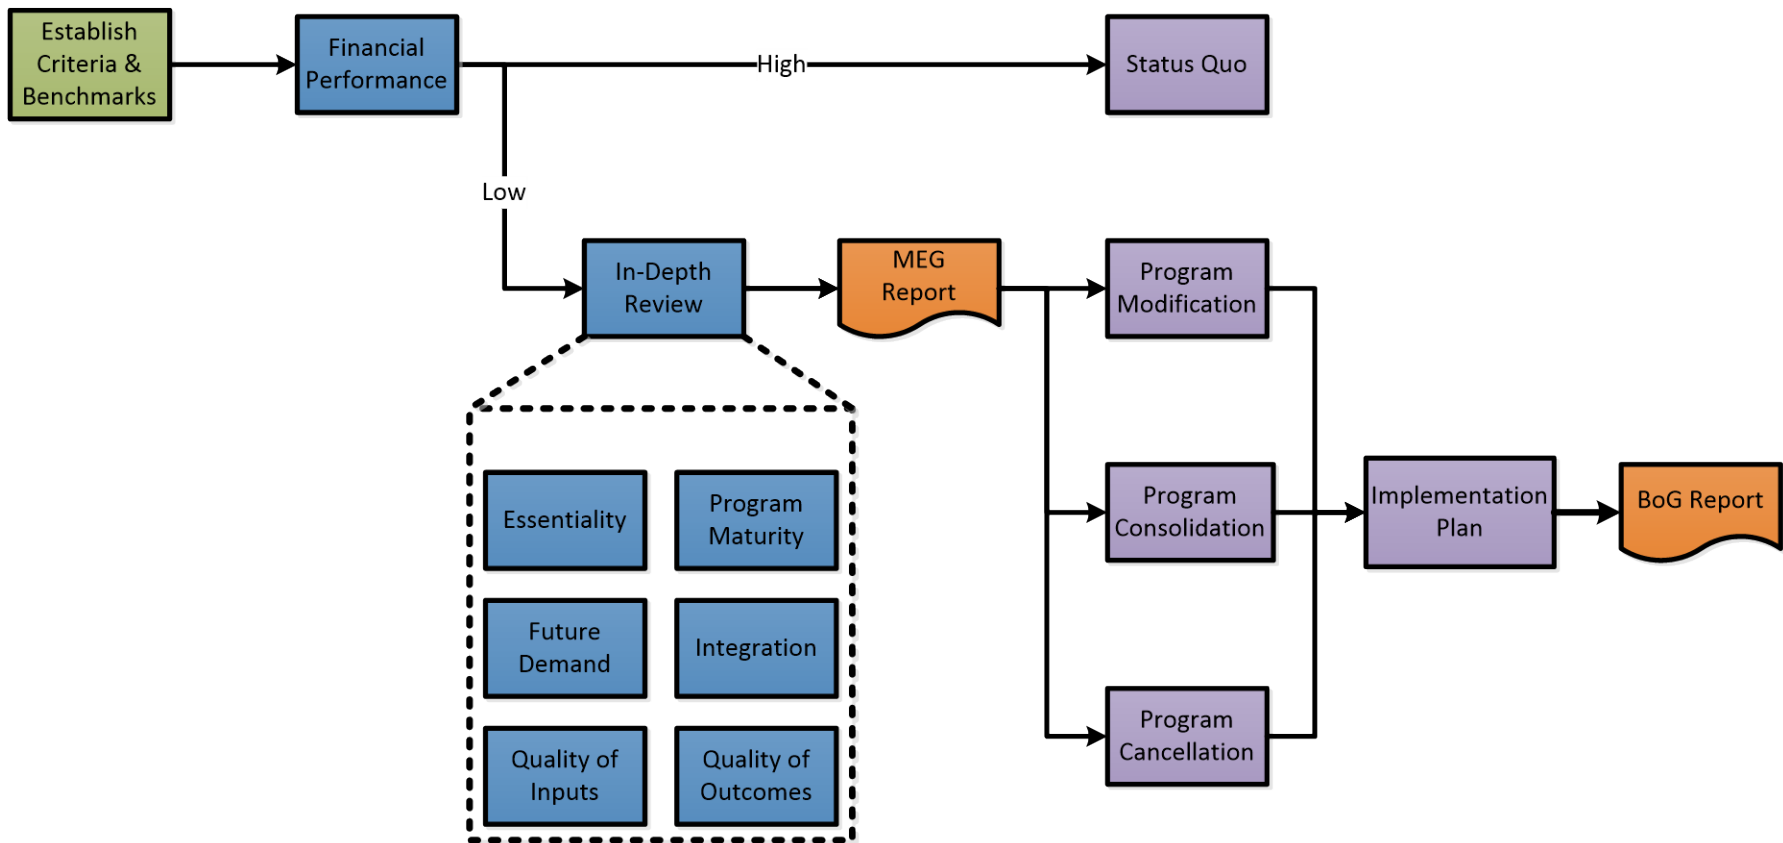 Establish
Criteria &
Benchmarks
Financial
Performance
High
Status Quo
Low
In-Depth
Review
MEG
Report
Program
Modification
Essentiality
Program
Maturity
Program
Consolidation
Implementation
Plan
BoG Report
Future
Demand
Integration
Program
Cancellation
Quality of
Inputs
Quality of
Outcomes